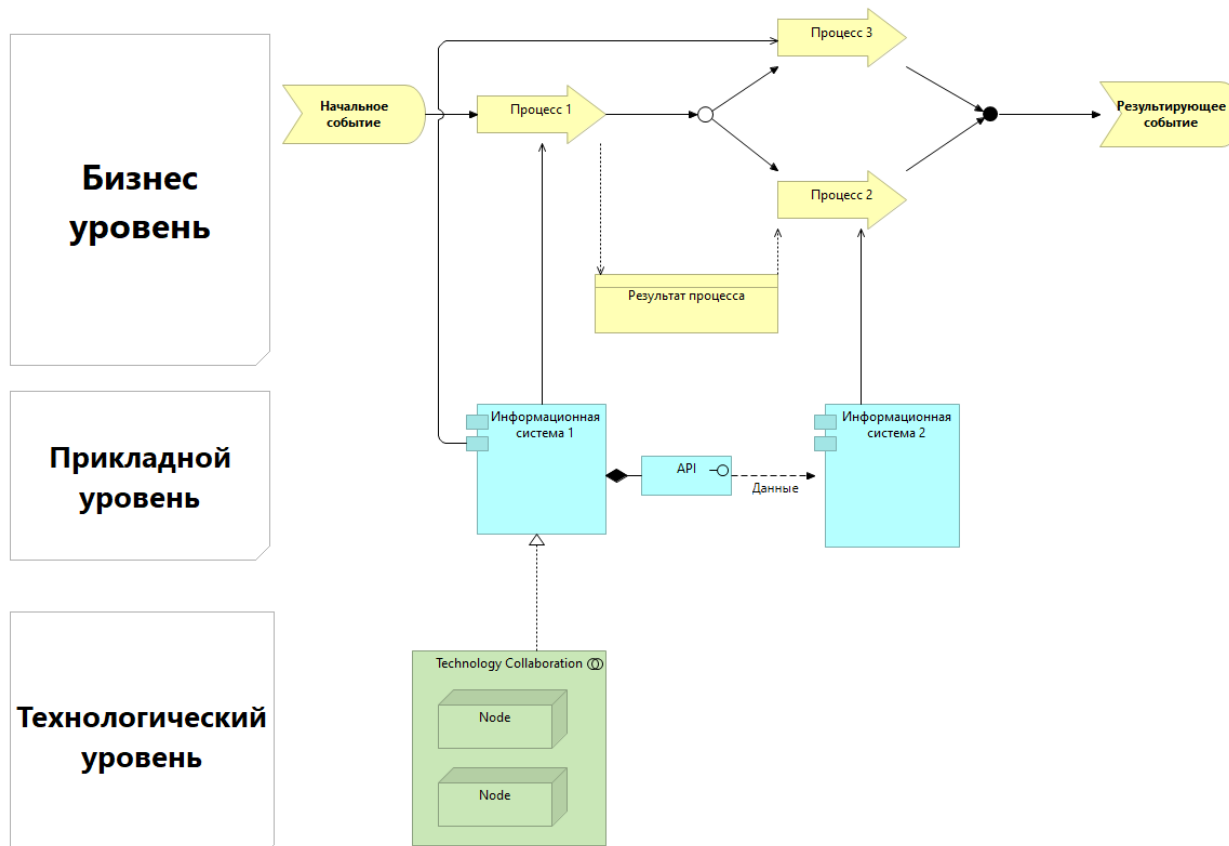 Процесс 3
Начальное
событие
Процесс 1
Результирующее
событие
Бизнес
уровень
Процесс 2
Результат процесса
Информационная
система 1
Информационная
система 2
Прикладной
уровень
API
Данные
Technology Collaboration
Node
Технологический
уровень
Node